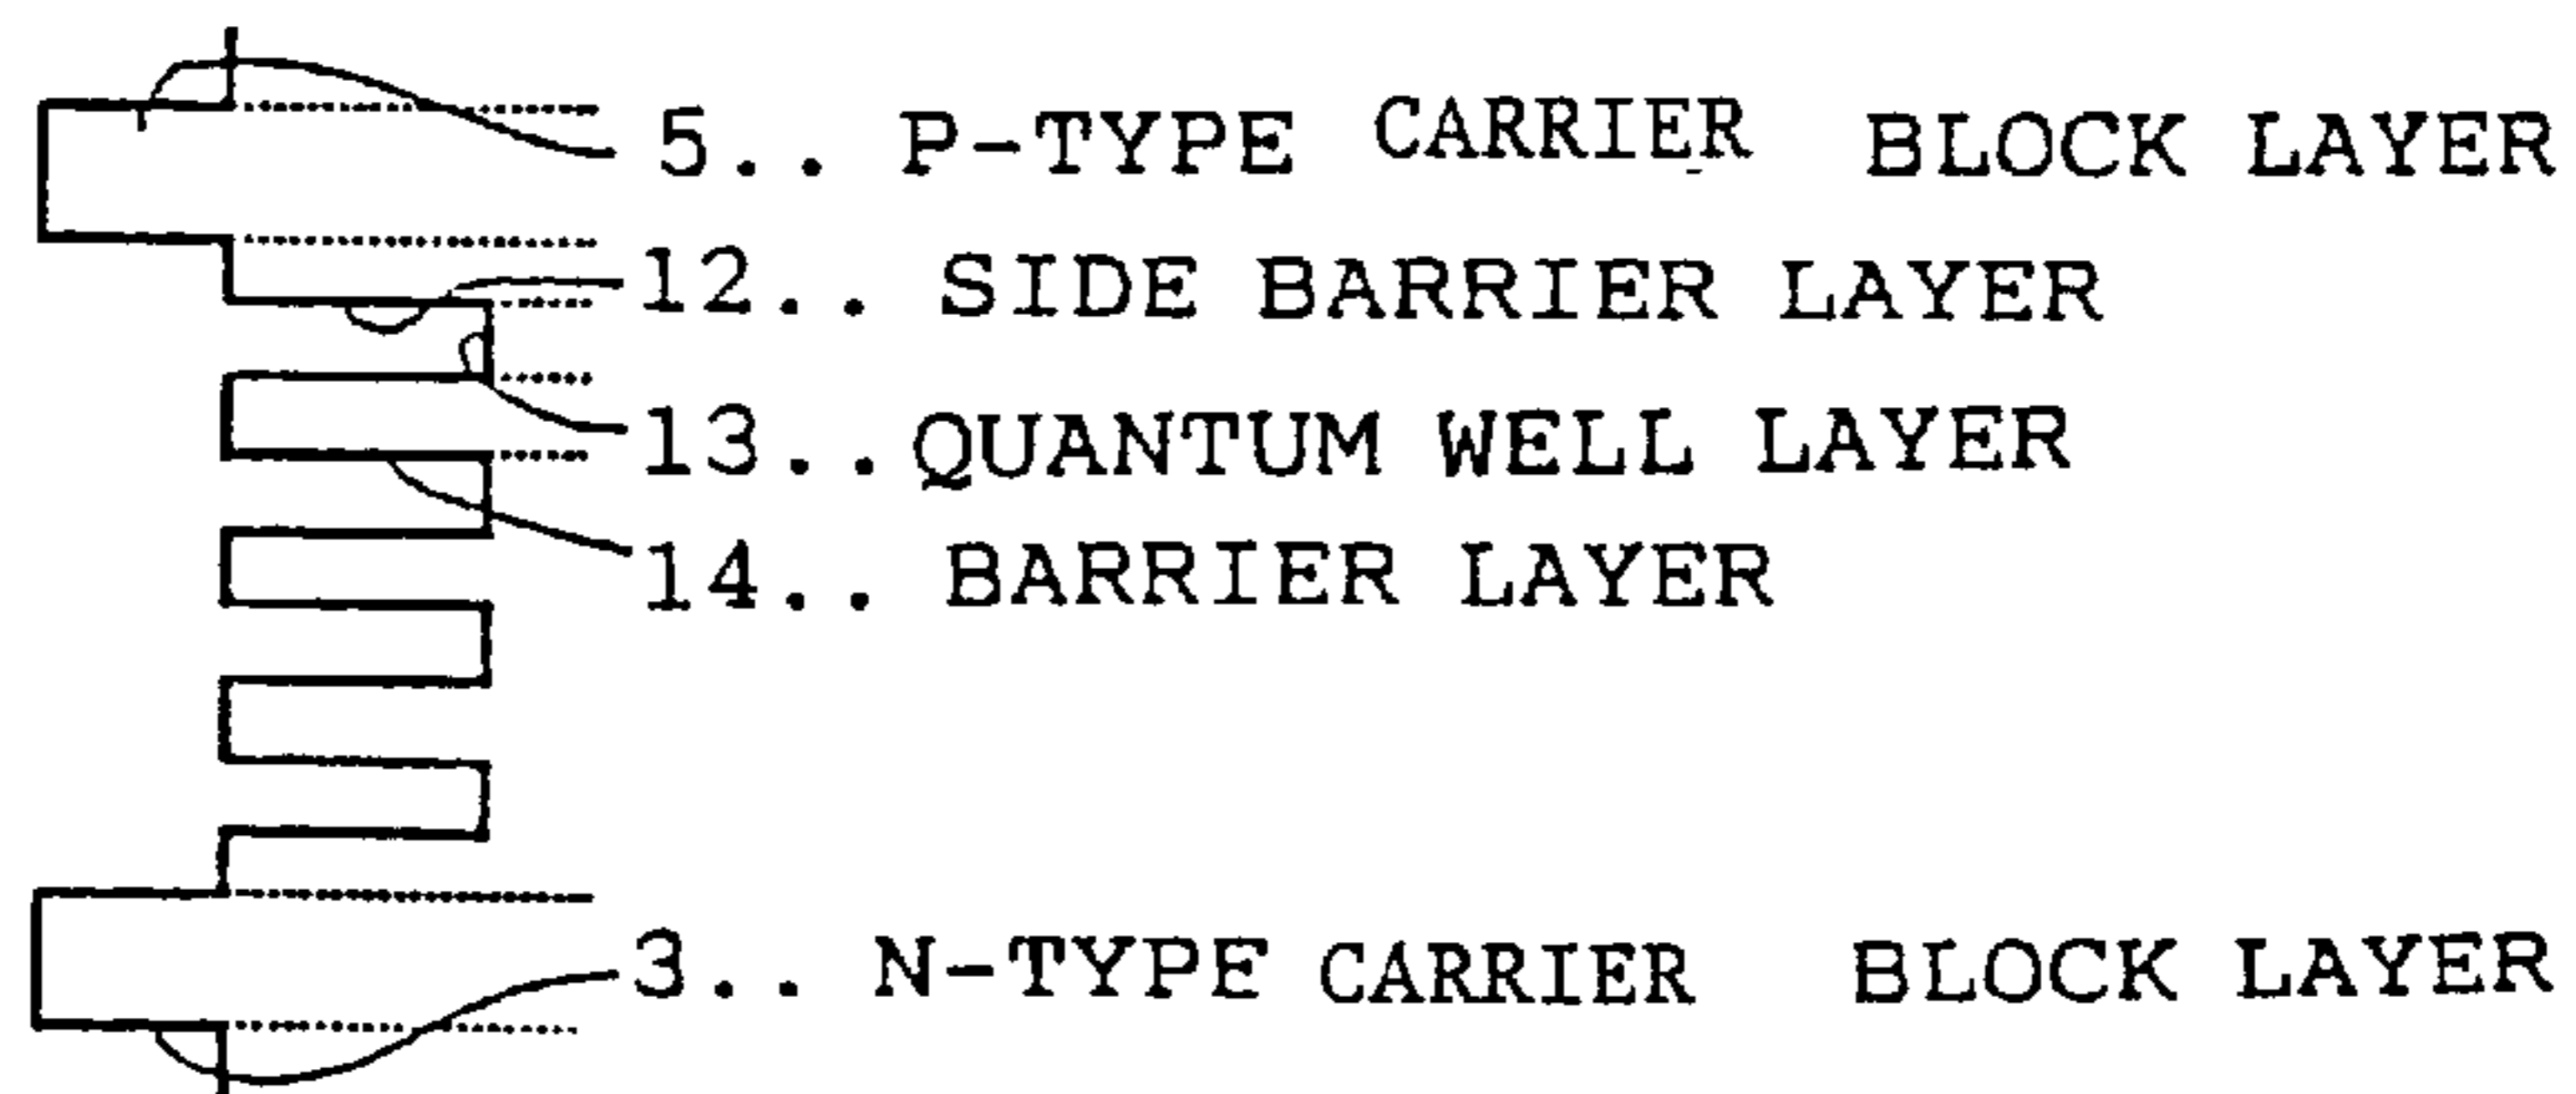 5.. P-TYPE CARRIER BLOCK LAYER
12.. SIDE BARRIER LAYER
13..QUANTUM WELL LAYER
14.. BARRIER LAYER
3.. N-TYPE CARRIER BLOCK LAYER